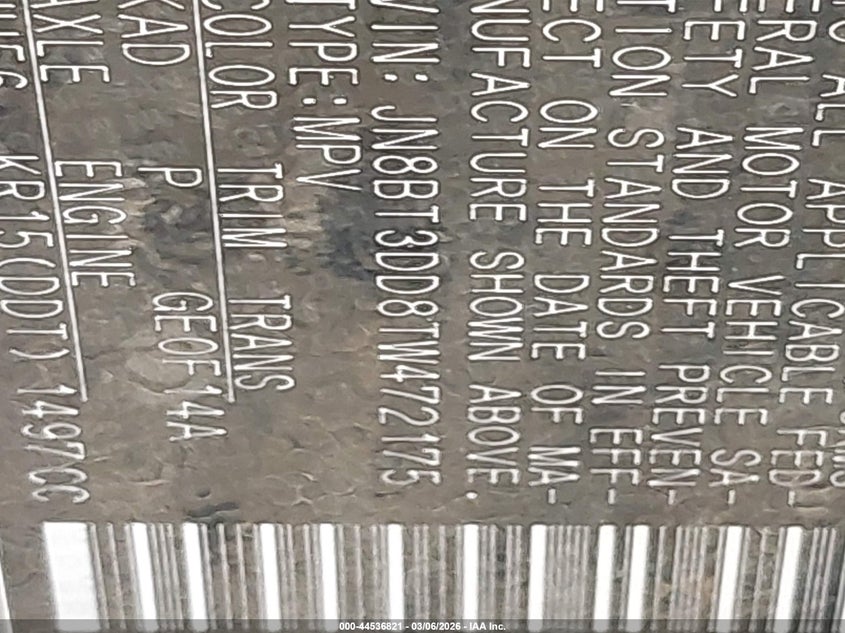 O ALL APPLICABLE FED-
ERAL MOTOR VEHICLE SA-
FETY AND THEFT PREVEN-
TION STANDARDS IN EFF-
ECT ON THE DATE OF MA-
NUFACTURE SHOWN ABOVE.
VIN: JN8BT3DD8TW472175
TYPE:MPV
COLOR TRIM TRANS
KAD P GEOF14A
AXLE ENGINE
KR15(DDT) 1497CC
000-44536821 - 03/06/2026 - IAA Inc.